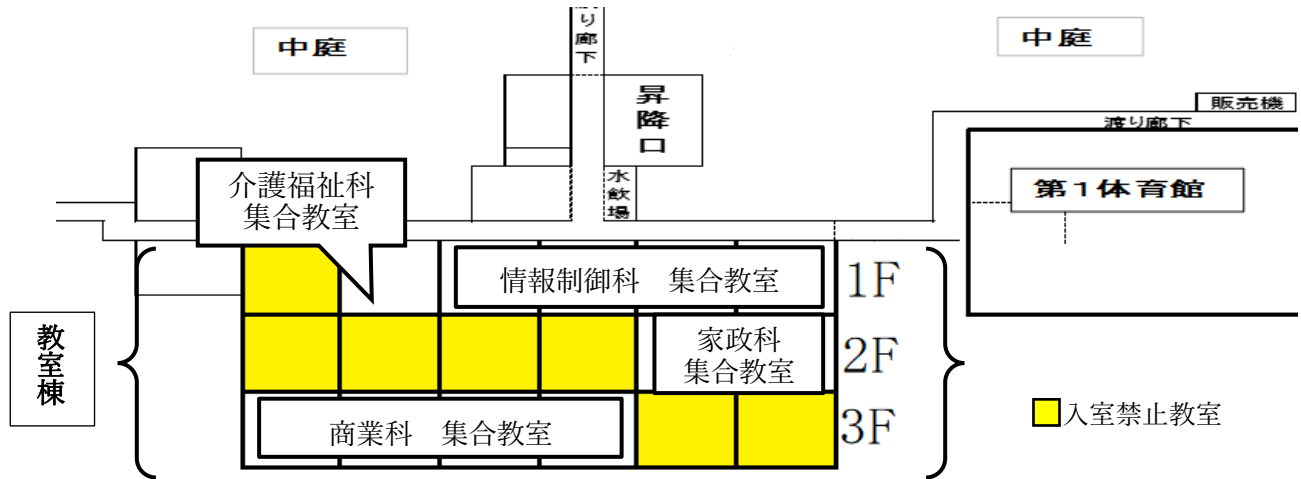 中庭
り
廊
下
中庭
昇
降
口
販売機
渡り廊下
介護福祉科
集合教室
水
飲
場
第1体育館
情報制御科 集合教室
1F
教
室
棟
家政科
集合教室
2F
商業科 集合教室
3F
入室禁止教室